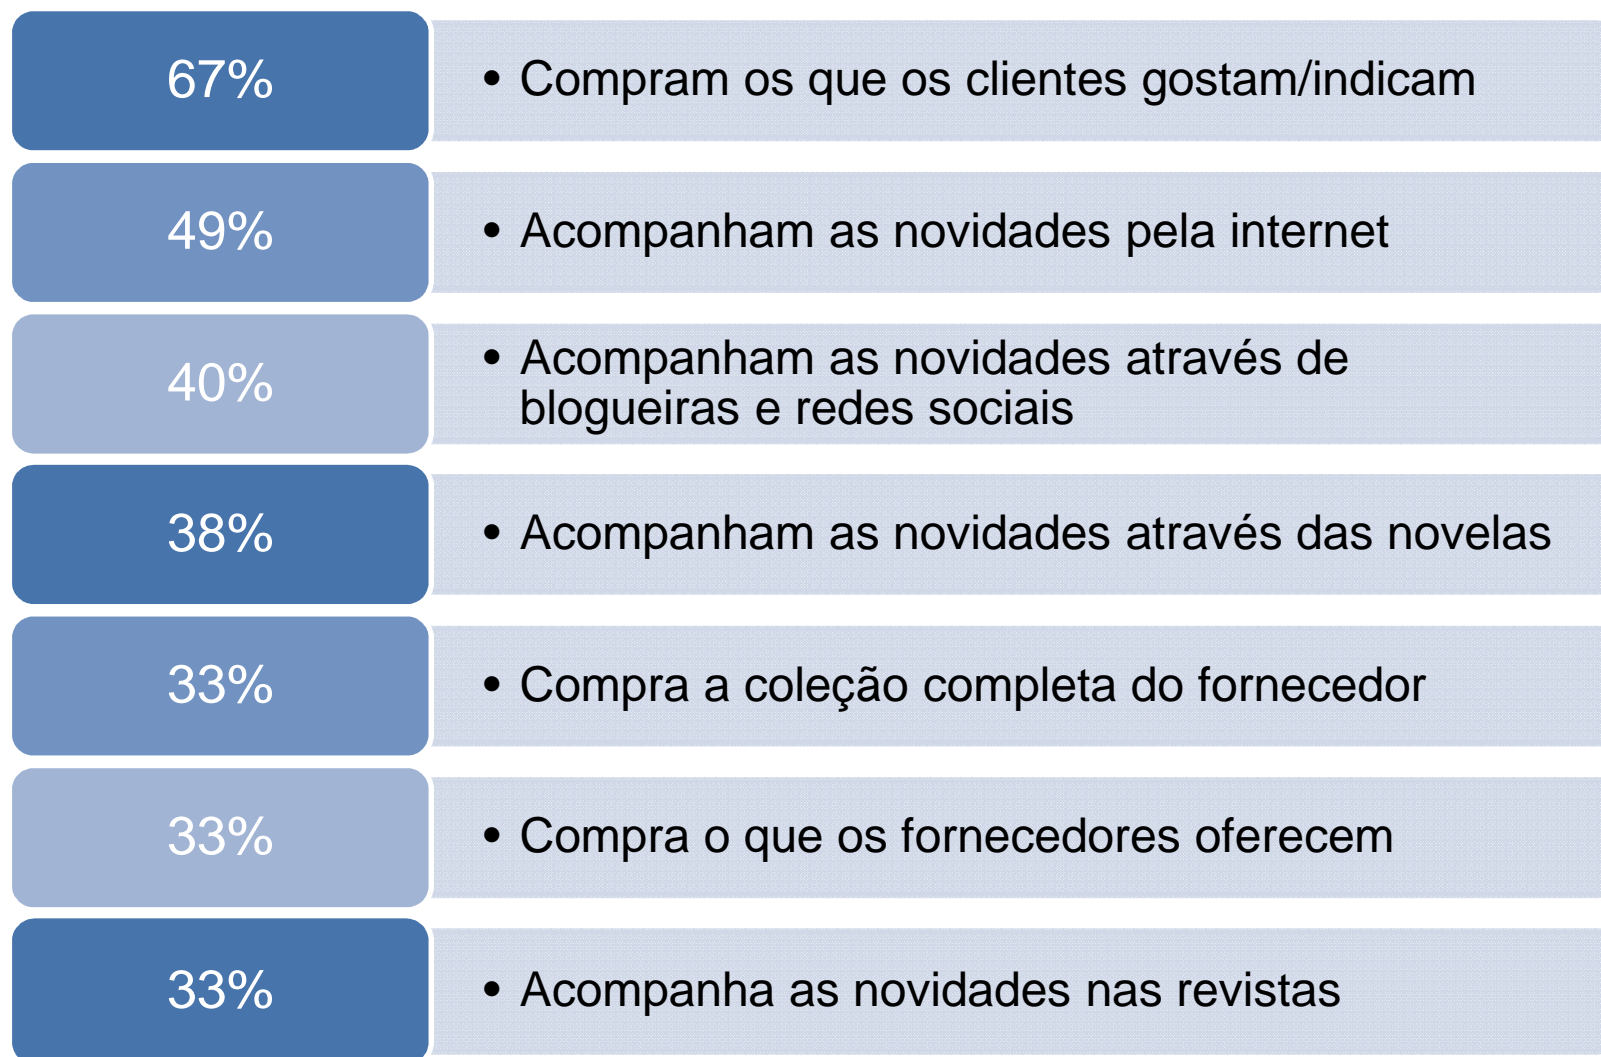 67%
• Compram os que os clientes gostam/indicam
49%
• Acompanham as novidades pela internet
40%
• Acompanham as novidades através de
blogueiras e redes sociais
38%
• Acompanham as novidades através das novelas
33%
• Compra a coleção completa do fornecedor
33%
• Compra o que os fornecedores oferecem
33%
• Acompanha as novidades nas revistas